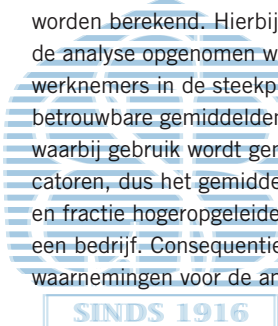 worden berekend. Hierbij
de analyse opgenomen w
werknemers in de steekp
betrouwbare gemiddelden
waarbij gebruik wordt ger
catoren, dus het gemidde
en fractie hogeropgeleide
een bedrijf. Consequentie
waarnemingen voor de an
SINDS 1916